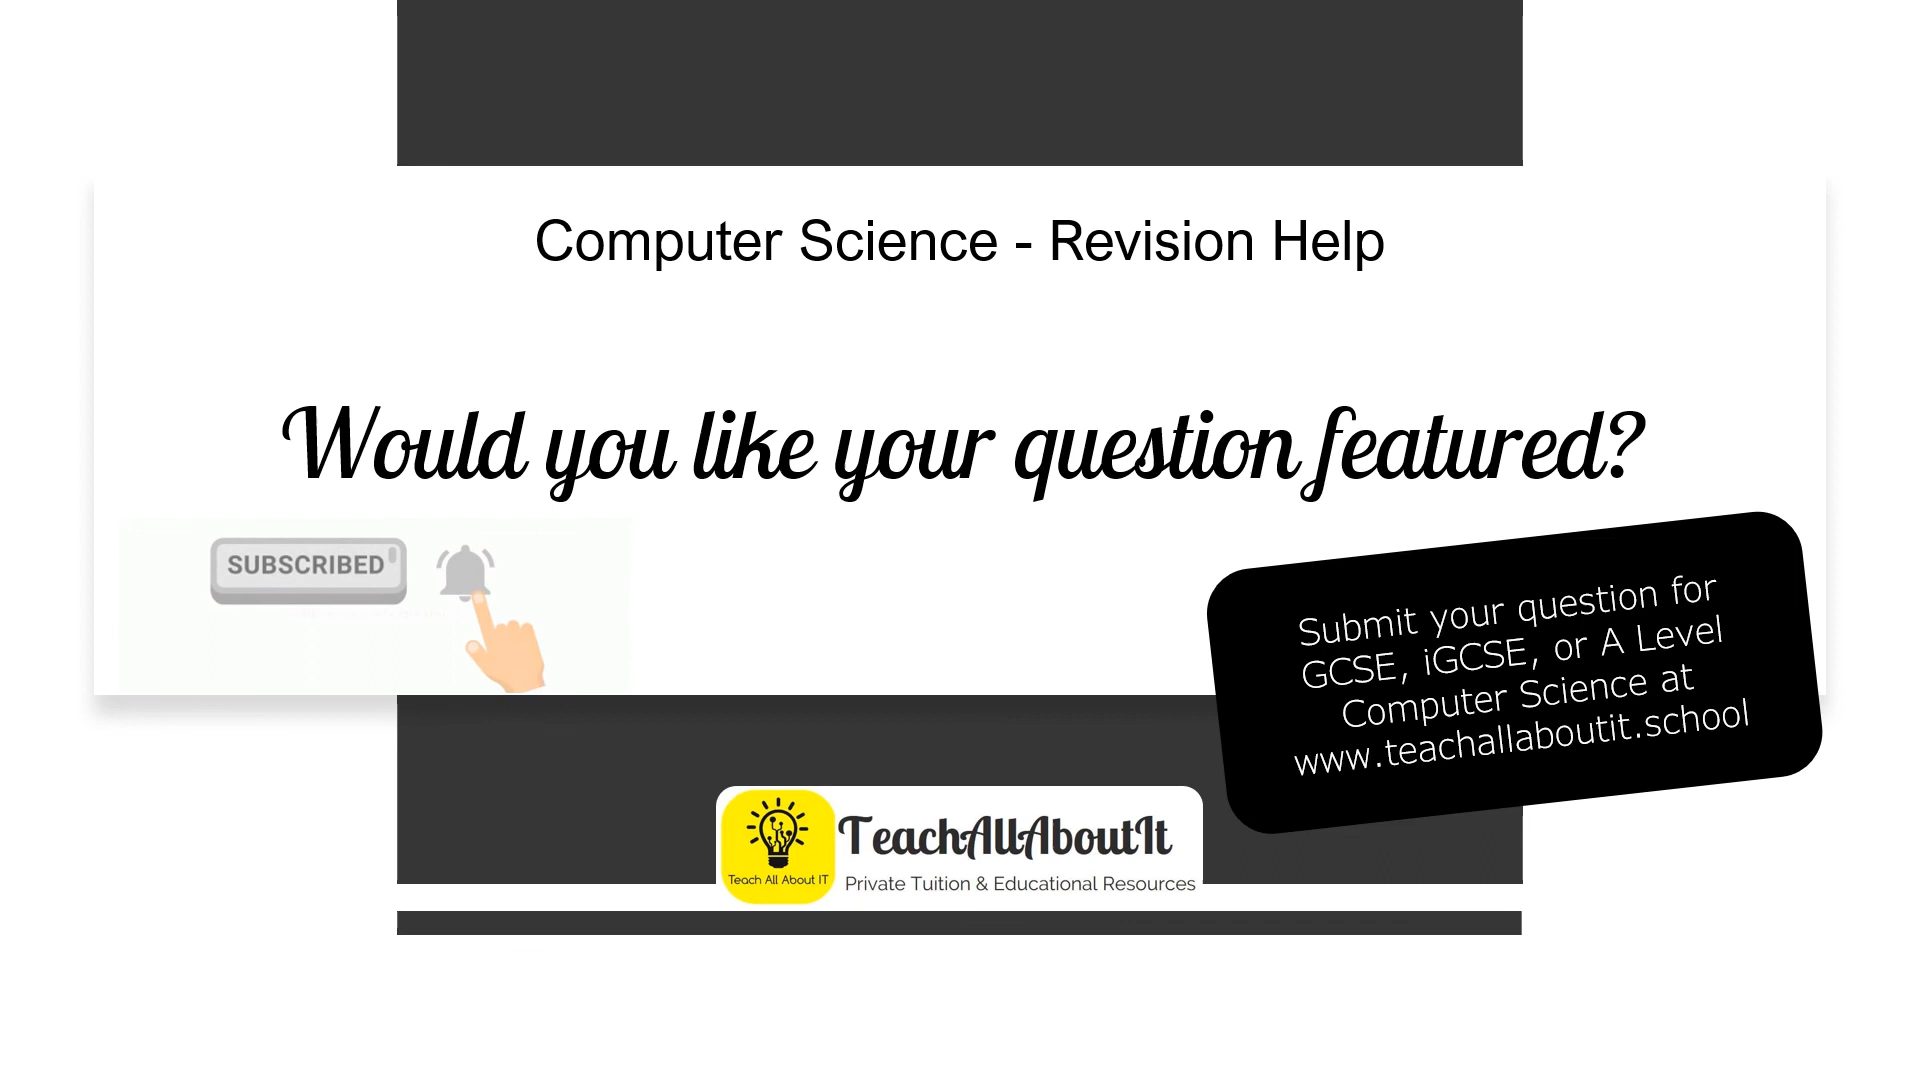 Computer Science - Revision Help
Would you like your question featured?
SUBSCRIBED
Submit your question for
GCSE, iGCSE, or A Level
Computer Science at
www.teachallaboutit.school
Teach All About IT
TeachAllAboutIt
Private Tuition & Educational Resources